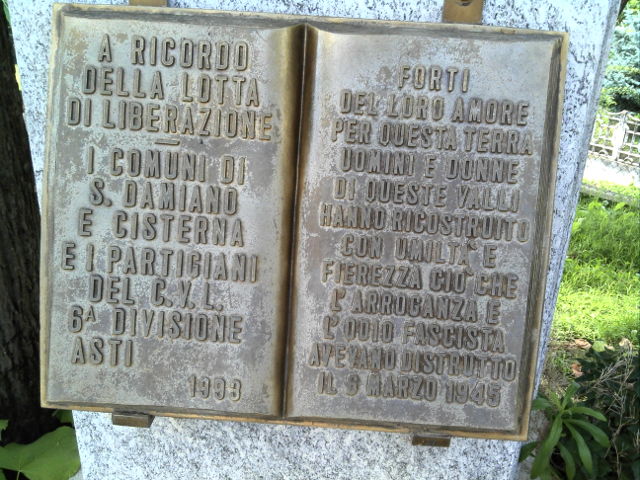 A RICORDO
DELLA LOTTA
DI LIBERAZIONE
—
I COMUNI DI
S. DAMIANO
E CISTERNA
E I PARTIGIANI
DEL C.V.L.
6ª DIVISIONE
ASTI
1993
FORTI
DEL LORO AMORE
PER QUESTA TERRA
UOMINI E DONNE
DI QUESTE VALLI
HANNO RICOSTRUITO
CON UMILTA' E
FIEREZZA CIO' CHE
L'ARROGANZA E
L'ODIO FASCISTA
AVEVANO DISTRUTTO
IL 6 MARZO 1945